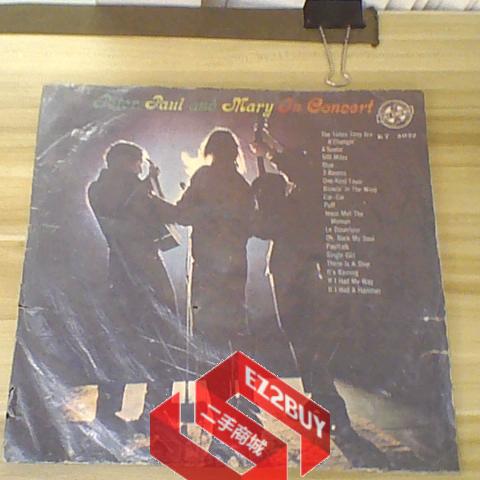 Peter, Paul and Mary In Concert
The Times They Are
A'Changin'
A'Soalin'
500 Miles
Blue
3 Ravens
One Kind Favor
Blowin' In The Wind
Car-Car
Puff
Jesus Met The
Woman
Le Deserteur
Oh, Rock My Soul
Paultalk
Single Girl
There Is A Ship
It's Raining
If I Had My Way
If I Had A Hammer
EZ2BUY
二手商城